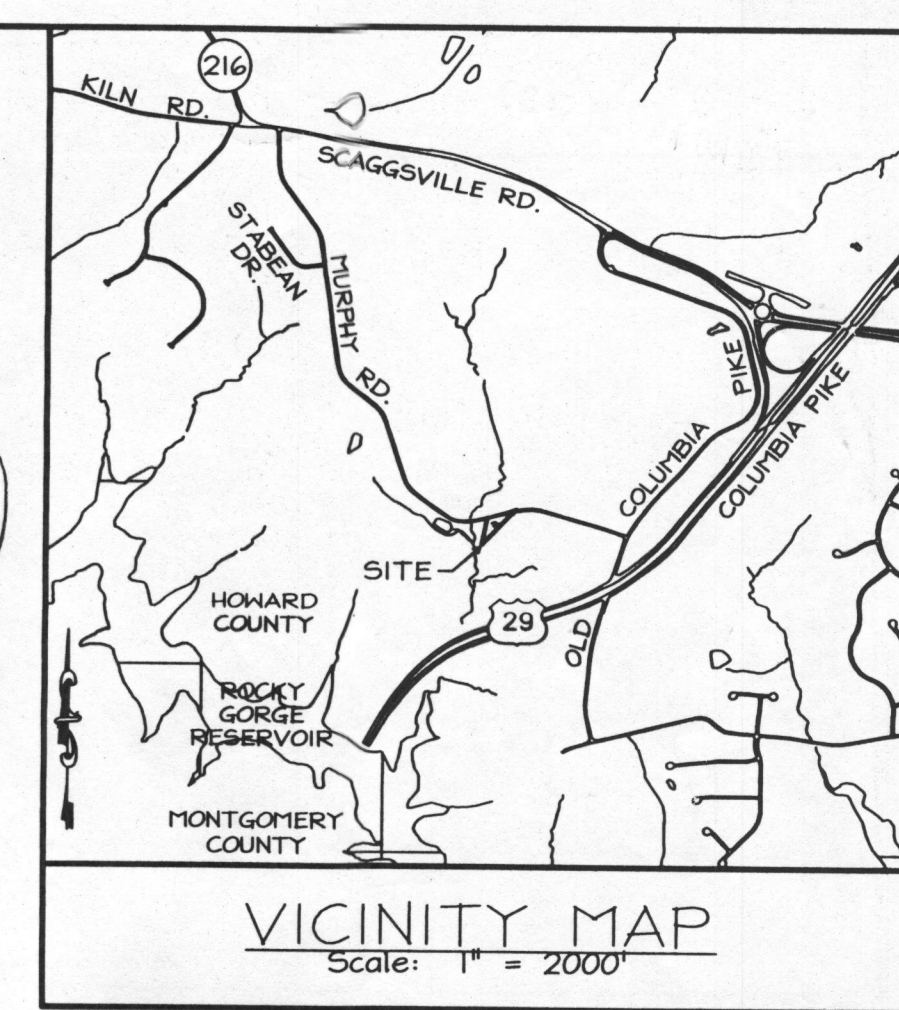 216
KILN RD.
SCAGGSVILLE RD.
STABEAN
DR.
MURPHY RD.
PIKE
COLUMBIA
COLUMBIA PIKE
SITE
29
OLD
HOWARD
COUNTY
ROCKY
GORGE
RESERVOIR
MONTGOMERY
COUNTY
VICINITY MAP
Scale: 1" = 2000'